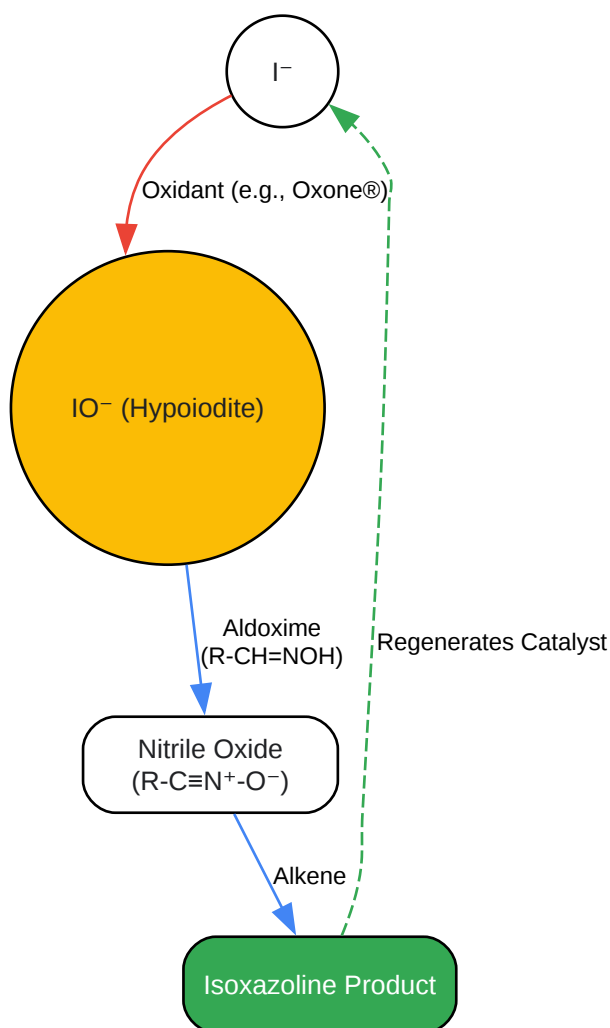 I⁻
Oxidant (e.g., Oxone®)
IO⁻ (Hypoiodite)
Aldoxime
(R-CH=NOH)
Regenerates Catalyst
Nitrile Oxide
(R-C≡N⁺-O⁻)
Alkene
Isoxazoline Product